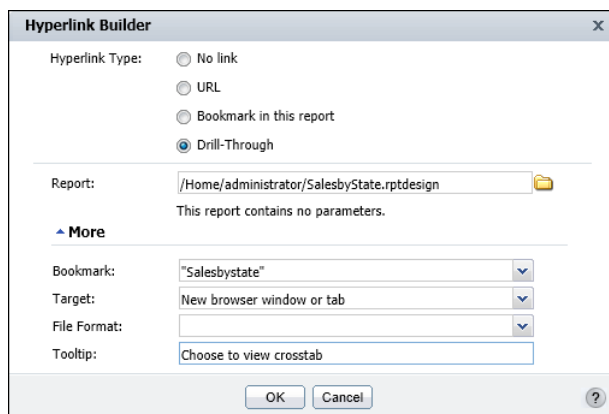 Hyperlink Builder x
Hyperlink Type: No link
URL
Bookmark in this report
Drill-Through
Report: /Home/administrator/SalesbyState.rptdesign
This report contains no parameters.
More
Bookmark: "Salesbystate"
Target: New browser window or tab
File Format:
Tooltip: Choose to view crosstab
OK Cancel ?